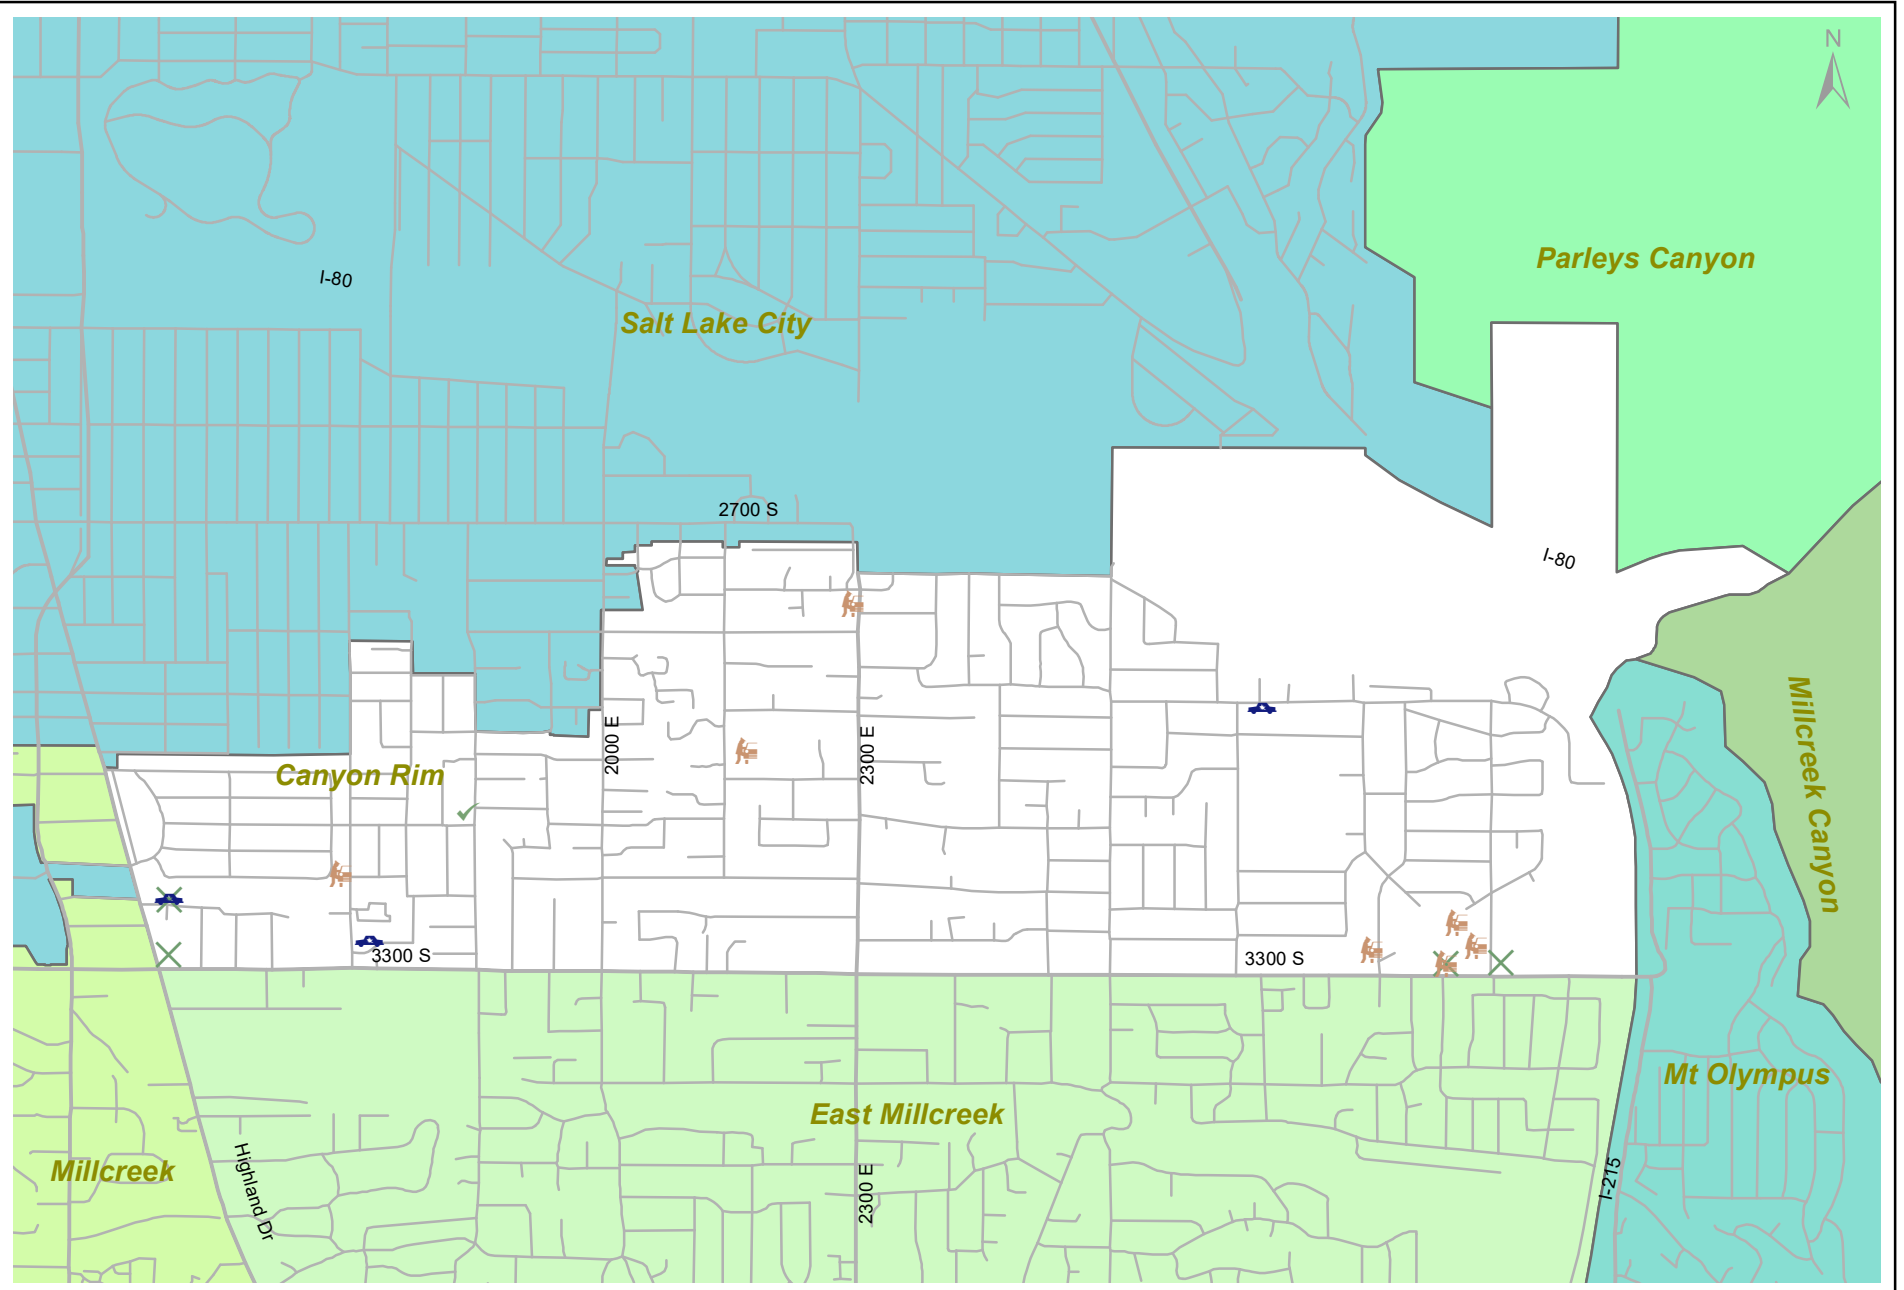 N
Parleys Canyon
I-80
Salt Lake City
2700 S
I-80
Canyon Rim
2000 E
2300 E
Millcreek Canyon
3300 S
3300 S
Mt Olympus
East Millcreek
Millcreek
Highland Dr
2300 E
I-215